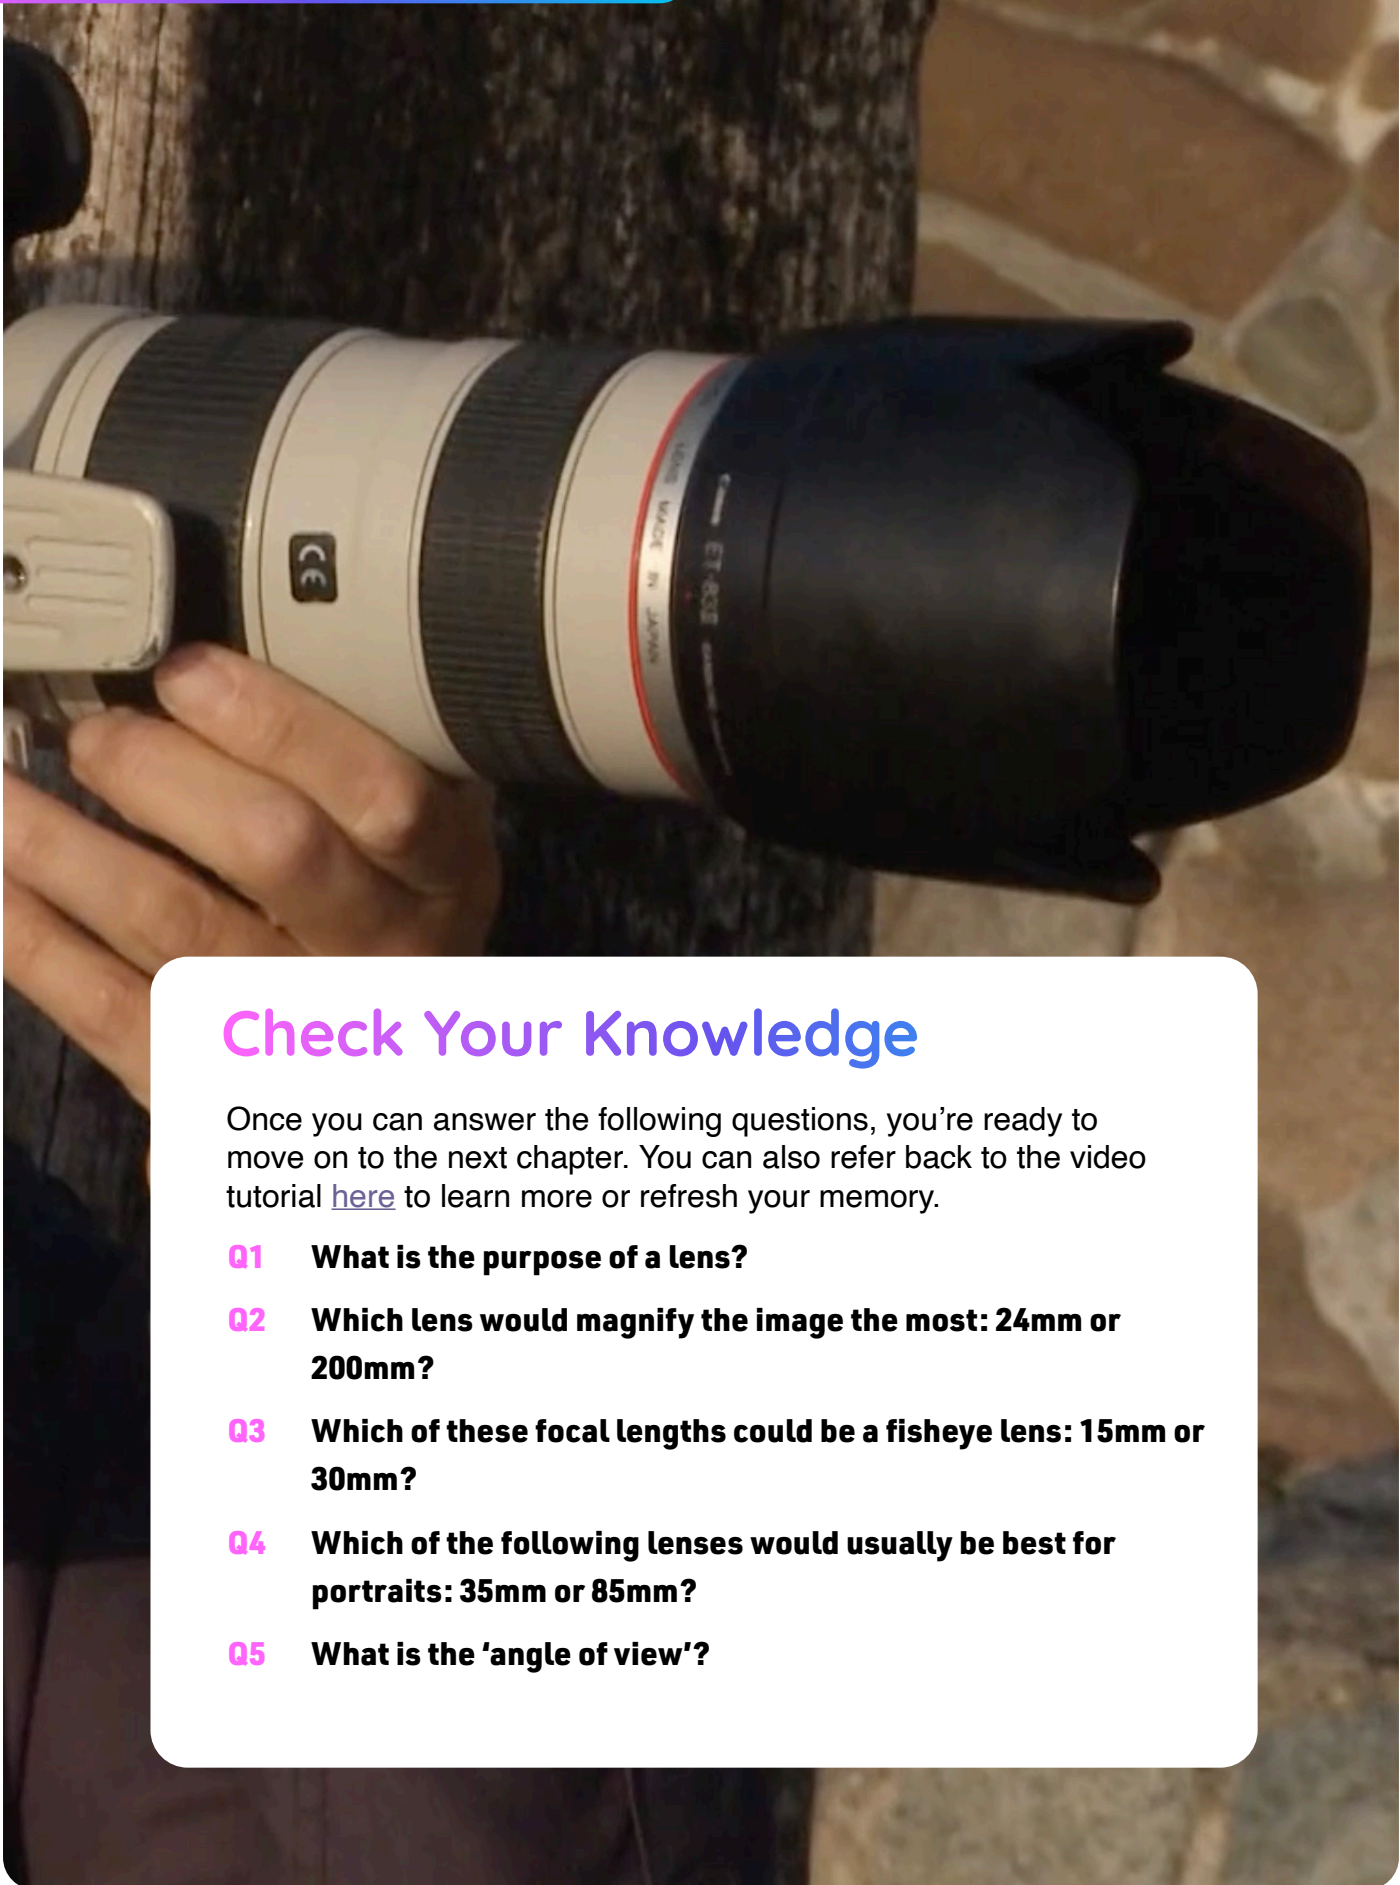 CE
LENS MADE IN JAPAN
Canon ET-83II
Check Your Knowledge
Once you can answer the following questions, you’re ready to
move on to the next chapter. You can also refer back to the video
tutorial here to learn more or refresh your memory.
Q1 What is the purpose of a lens?
Q2 Which lens would magnify the image the most: 24mm or
200mm?
Q3 Which of these focal lengths could be a fisheye lens: 15mm or
30mm?
Q4 Which of the following lenses would usually be best for
portraits: 35mm or 85mm?
Q5 What is the ‘angle of view’?